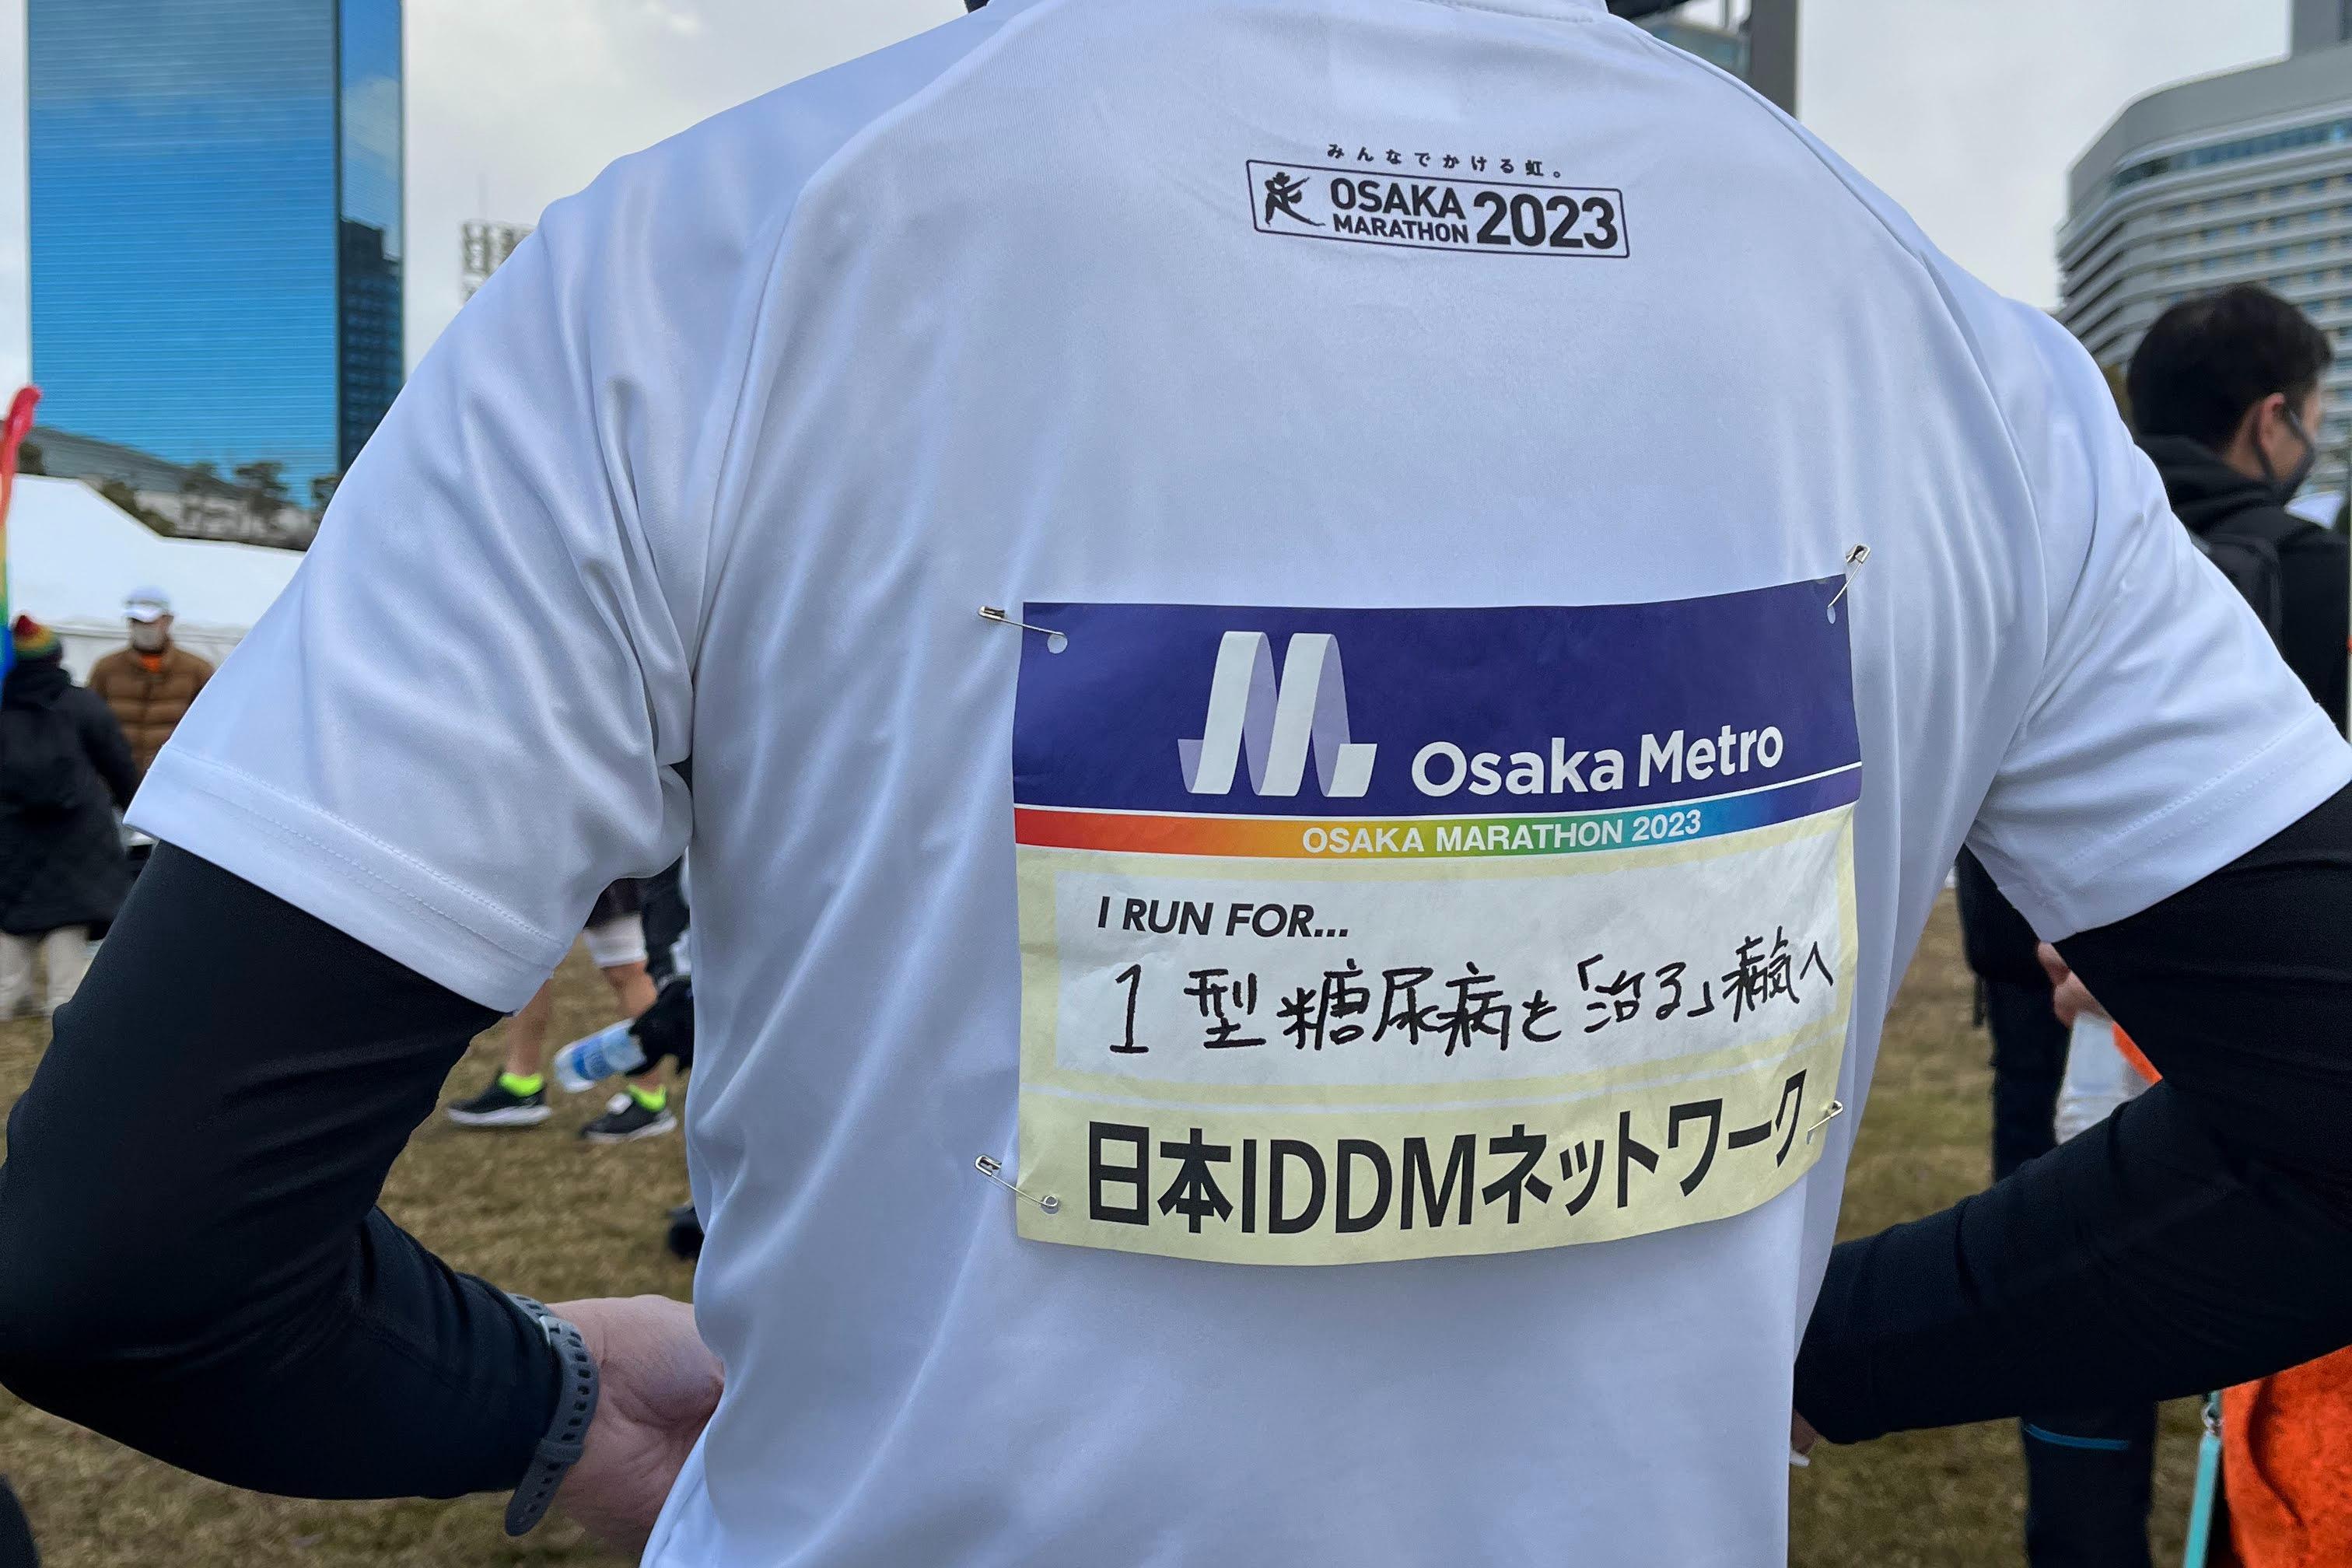 みんなでかける虹。
OSAKA
MARATHON 2023
Osaka Metro
OSAKA MARATHON 2023
I RUN FOR...
1型糖尿病を「治る」病気へ
日本IDDMネットワーク